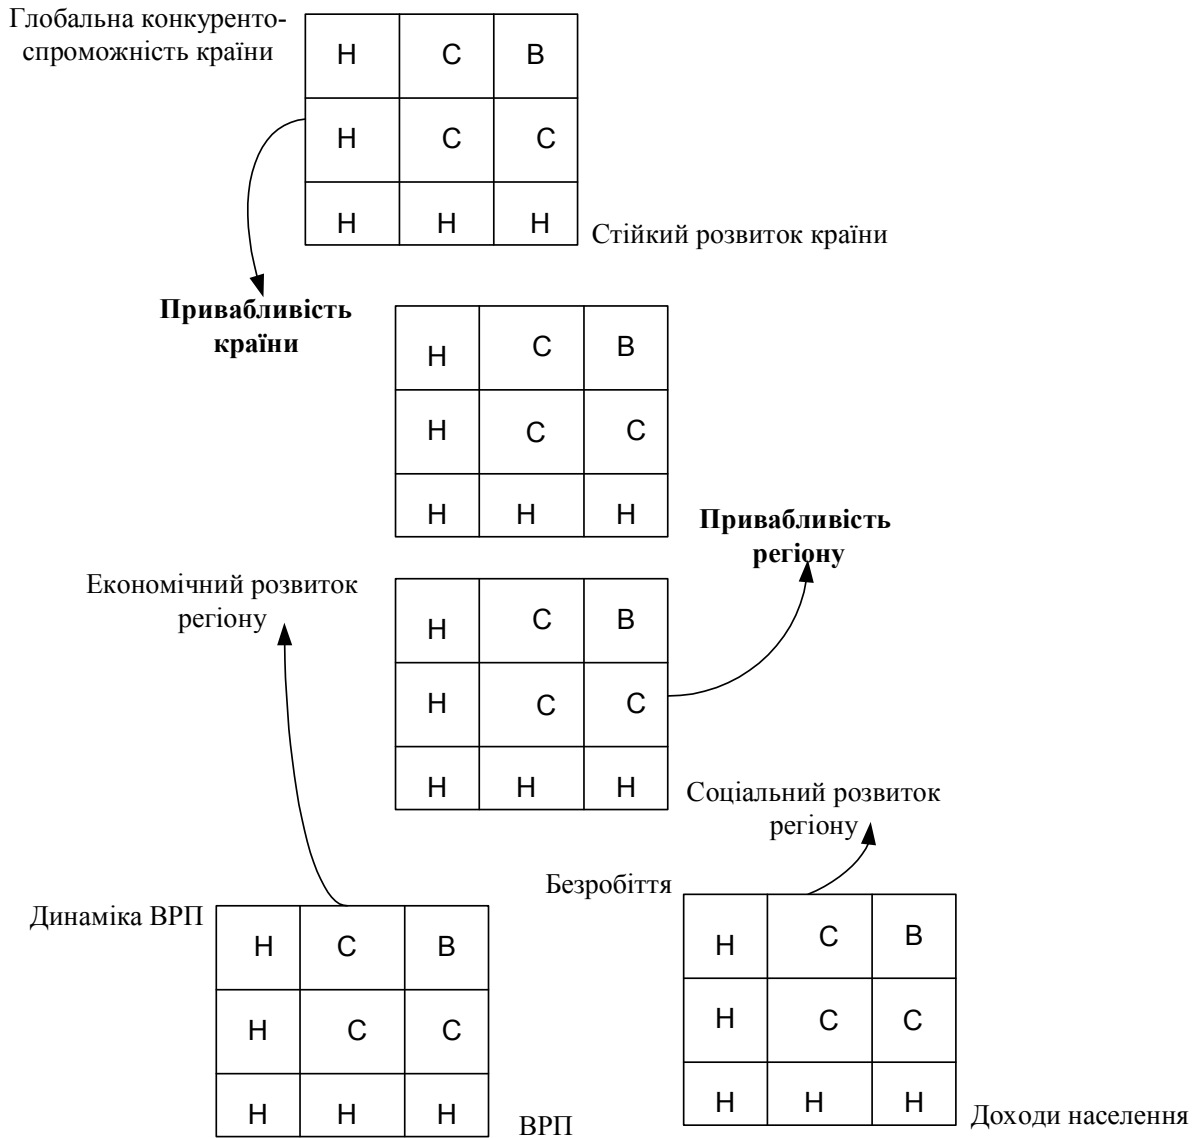 Глобальна конкуренто-
спроможність країни
Н С В
Н С С
Н Н Н
Стійкий розвиток країни
Привабливість
країни
Н С В
Н С С
Н Н Н
Привабливість
регіону
Економічний розвиток
регіону
Н С В
Н С С
Н Н Н
Соціальний розвиток
регіону
Динаміка ВРП
Н С В
Н С С
Н Н Н
ВРП
Безробіття
Н С В
Н С С
Н Н Н
Доходи населення